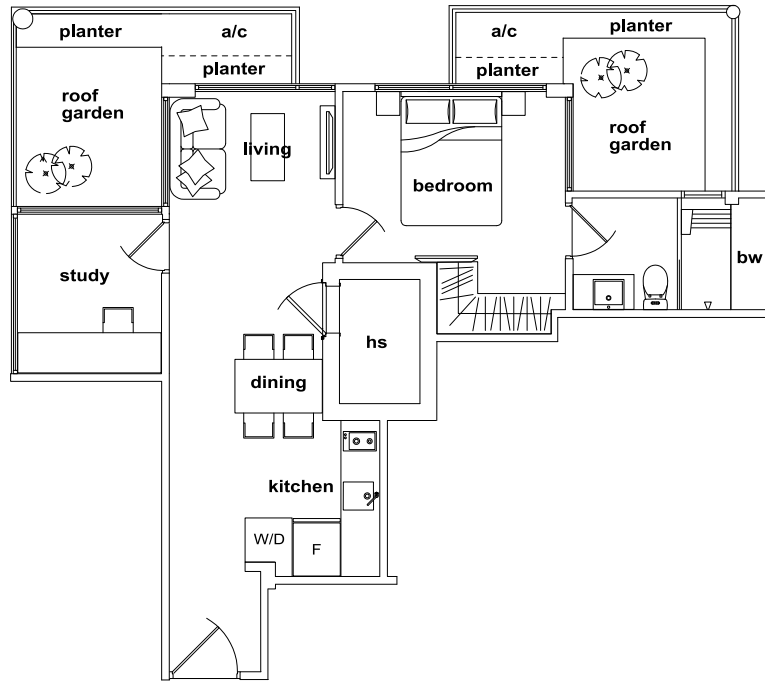 planter
a/c
planter
roof
garden
living
study
a/c
planter
planter
roof
garden
bedroom
bw
hs
dining
kitchen
W/D
F